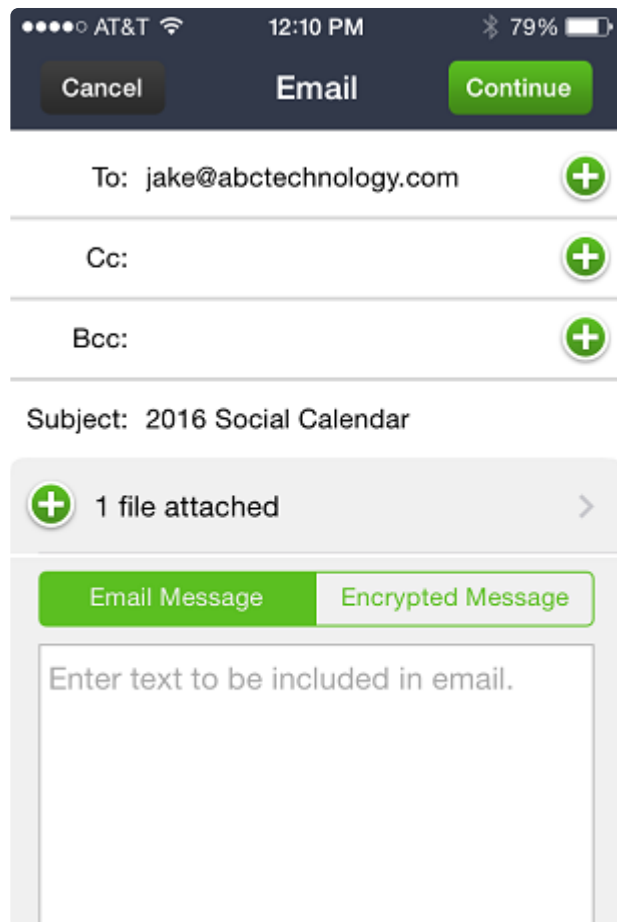 AT&T 12:10 PM 79%
Cancel Email Continue
To: jake@abctechnology.com
Cc:
Bcc:
Subject: 2016 Social Calendar
1 file attached
Email Message Encrypted Message
Enter text to be included in email.